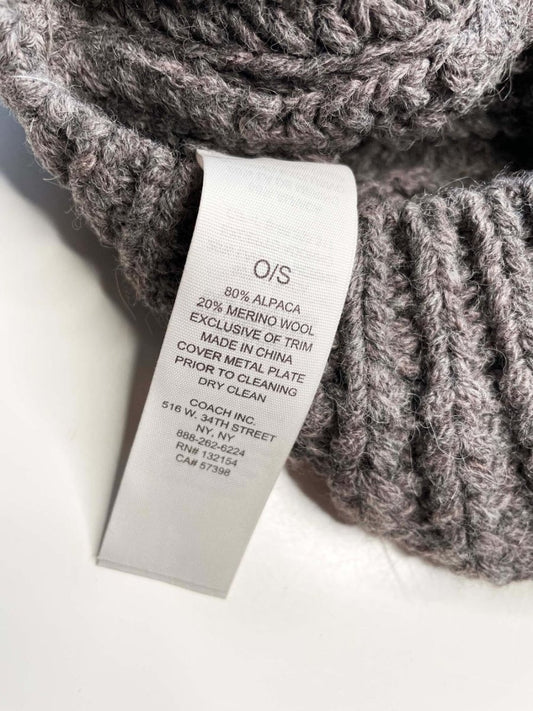 O/S
80% ALPACA
20% MERINO WOOL
EXCLUSIVE OF TRIM
MADE IN CHINA
COVER METAL PLATE
PRIOR TO CLEANING
DRY CLEAN
COACH INC.
516 W. 34TH STREET
NY, NY
888-262-6224
RN# 132154
CA# 57398